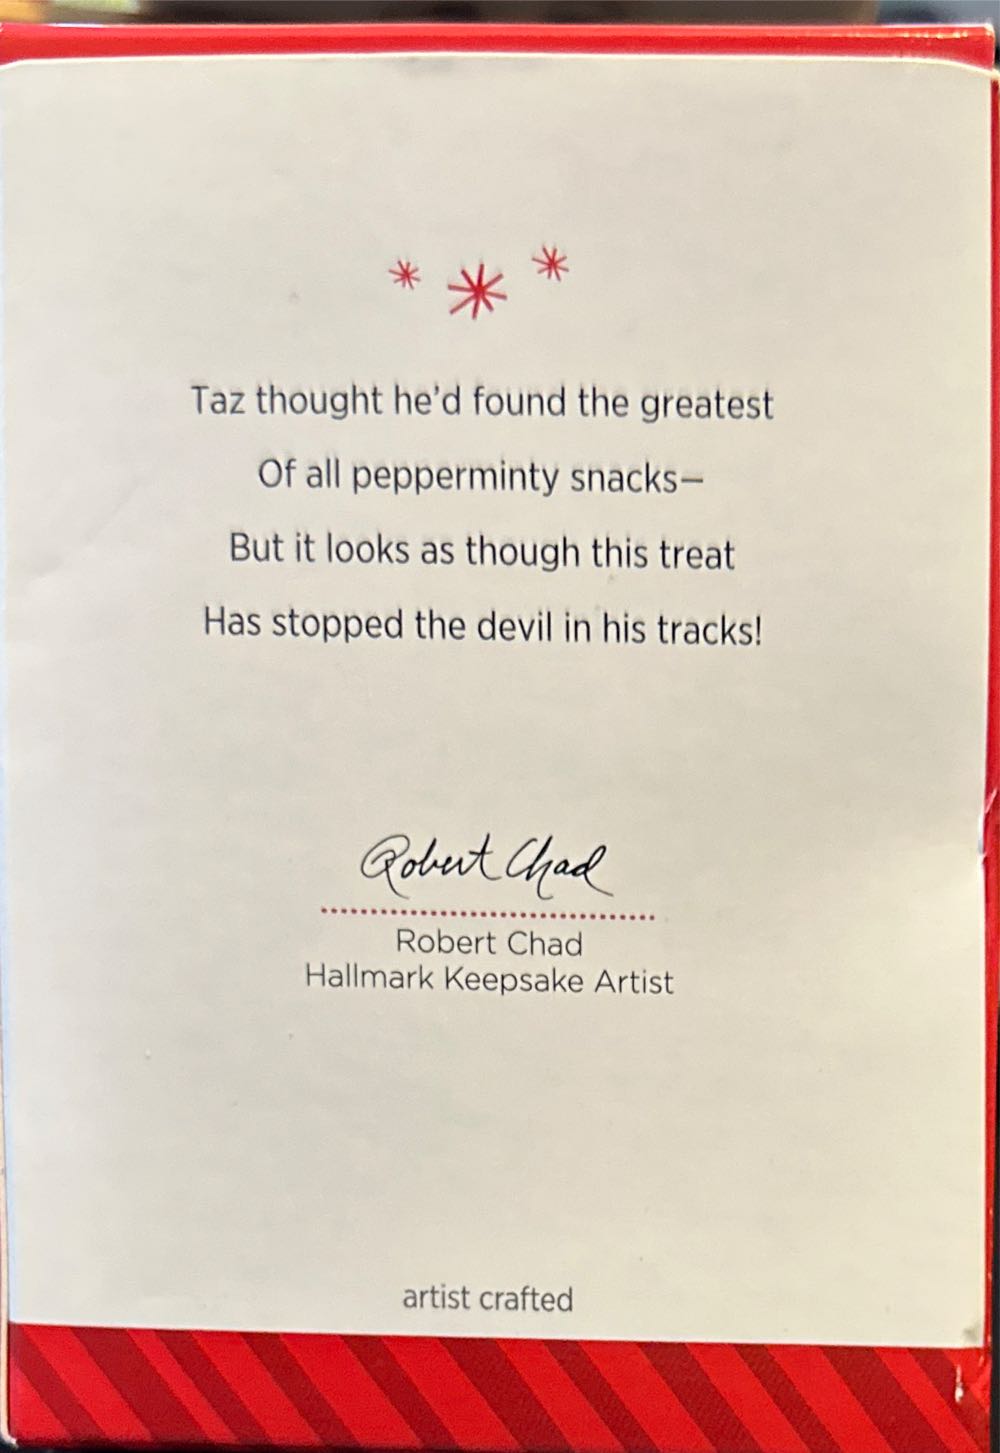 Taz thought he'd found the greatest
Of all pepperminty snacks—
But it looks as though this treat
Has stopped the devil in his tracks!
Robert Chad
Robert Chad
Hallmark Keepsake Artist
artist crafted